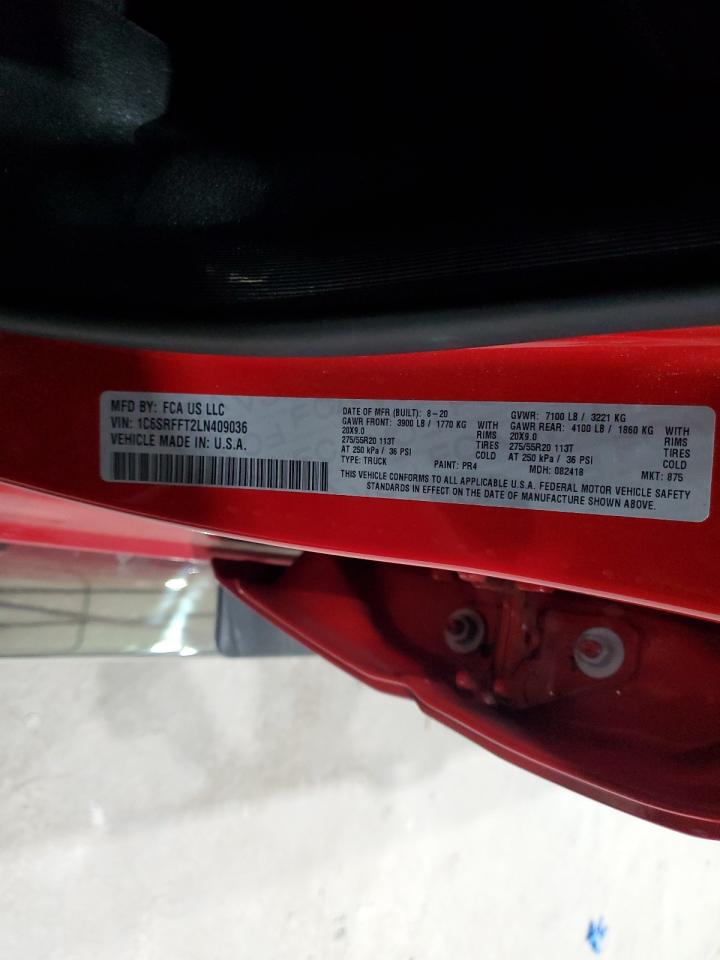 MFD BY: FCA US LLC
VIN: 1C6SRFFT2LN409036
VEHICLE MADE IN: U.S.A.
DATE OF MFR (BUILT): 8-20
GAWR FRONT: 3900 LB / 1770 KG WITH
20X9.0 RIMS
275/55R20 113T TIRES
AT 250 kPa / 36 PSI COLD
TYPE: TRUCK PAINT: PR4
GVWR: 7100 LB / 3221 KG
GAWR REAR: 4100 LB / 1860 KG WITH
20X9.0 RIMS
275/55R20 113T TIRES
AT 250 kPa / 36 PSI COLD
MDH: 082418 MKT: 875
THIS VEHICLE CONFORMS TO ALL APPLICABLE U.S.A. FEDERAL MOTOR VEHICLE SAFETY
STANDARDS IN EFFECT ON THE DATE OF MANUFACTURE SHOWN ABOVE.